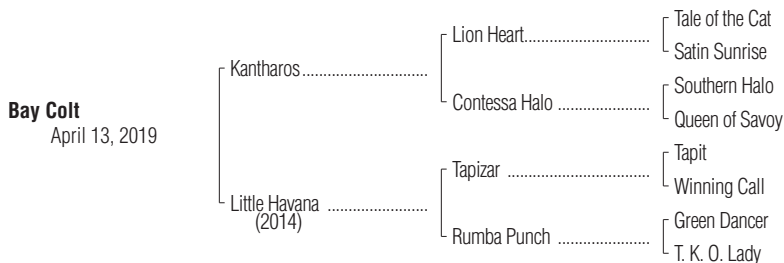 Bay Colt
April 13, 2019
Kantharos
Little Havana
(2014)
Lion Heart
Contessa Halo
Tapizar
Rumba Punch
Tale of the Cat
Satin Sunrise
Southern Halo
Queen of Savoy
Tapit
Winning Call
Green Dancer
T. K. O. Lady